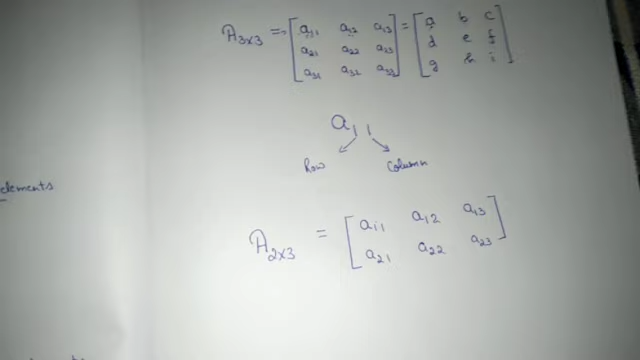 A3x3 = [a11 a12 a13 = [a b c
a21 a22 a23 d e f
a31 a32 a33] g h i]
a11
Row Column
elements
A2x3 = [a11 a12 a13
a21 a22 a23]